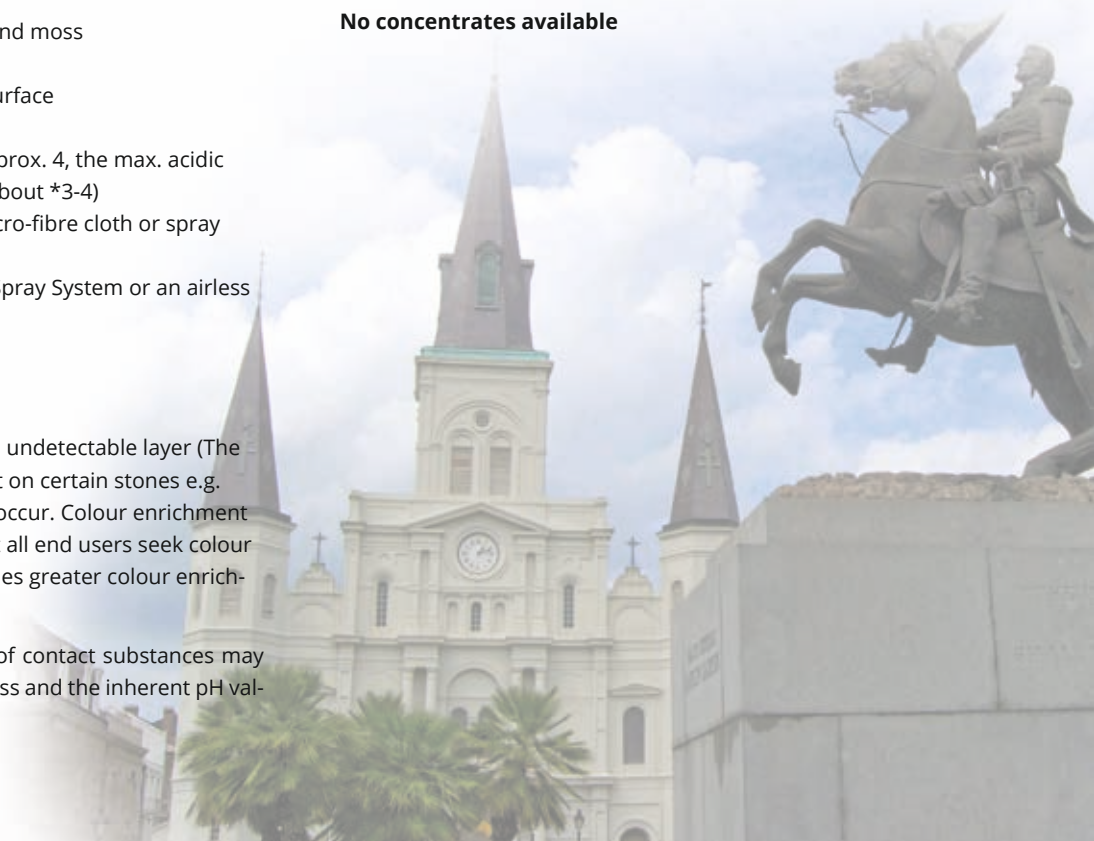 nd moss
No concentrates available
urface
prox. 4, the max. acidic
bout *3-4)
cro-fibre cloth or spray
Spray System or an airless
undetectable layer (The
t on certain stones e.g.
occur. Colour enrichment
t all end users seek colour
es greater colour enrich-
of contact substances may
ss and the inherent pH val-